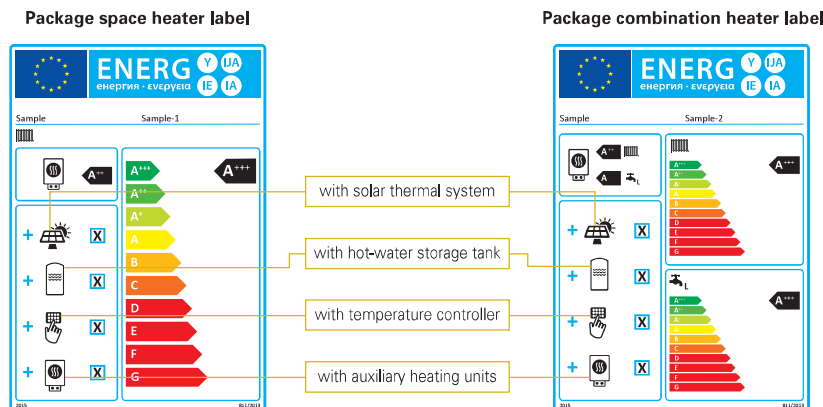 Package space heater label
ENERG
Y IJA
IE IA
енергия · ενεργεια
Sample Sample-1
A++
A+++
A+++
A++
A+
A
B
C
D
E
F
G
+ X
+ X
+ X
+ X
2015 811/2013
with solar thermal system
with hot-water storage tank
with temperature controller
with auxiliary heating units
Package combination heater label
ENERG
Y IJA
IE IA
енергия · ενεργεια
Sample Sample-2
A++
A
L
+ X
+ X
+ X
+ X
A+++
A+++
A++
A+
A
B
C
D
E
F
G
L
A+++
A+++
A++
A+
A
B
C
D
E
F
G
2015 811/2013